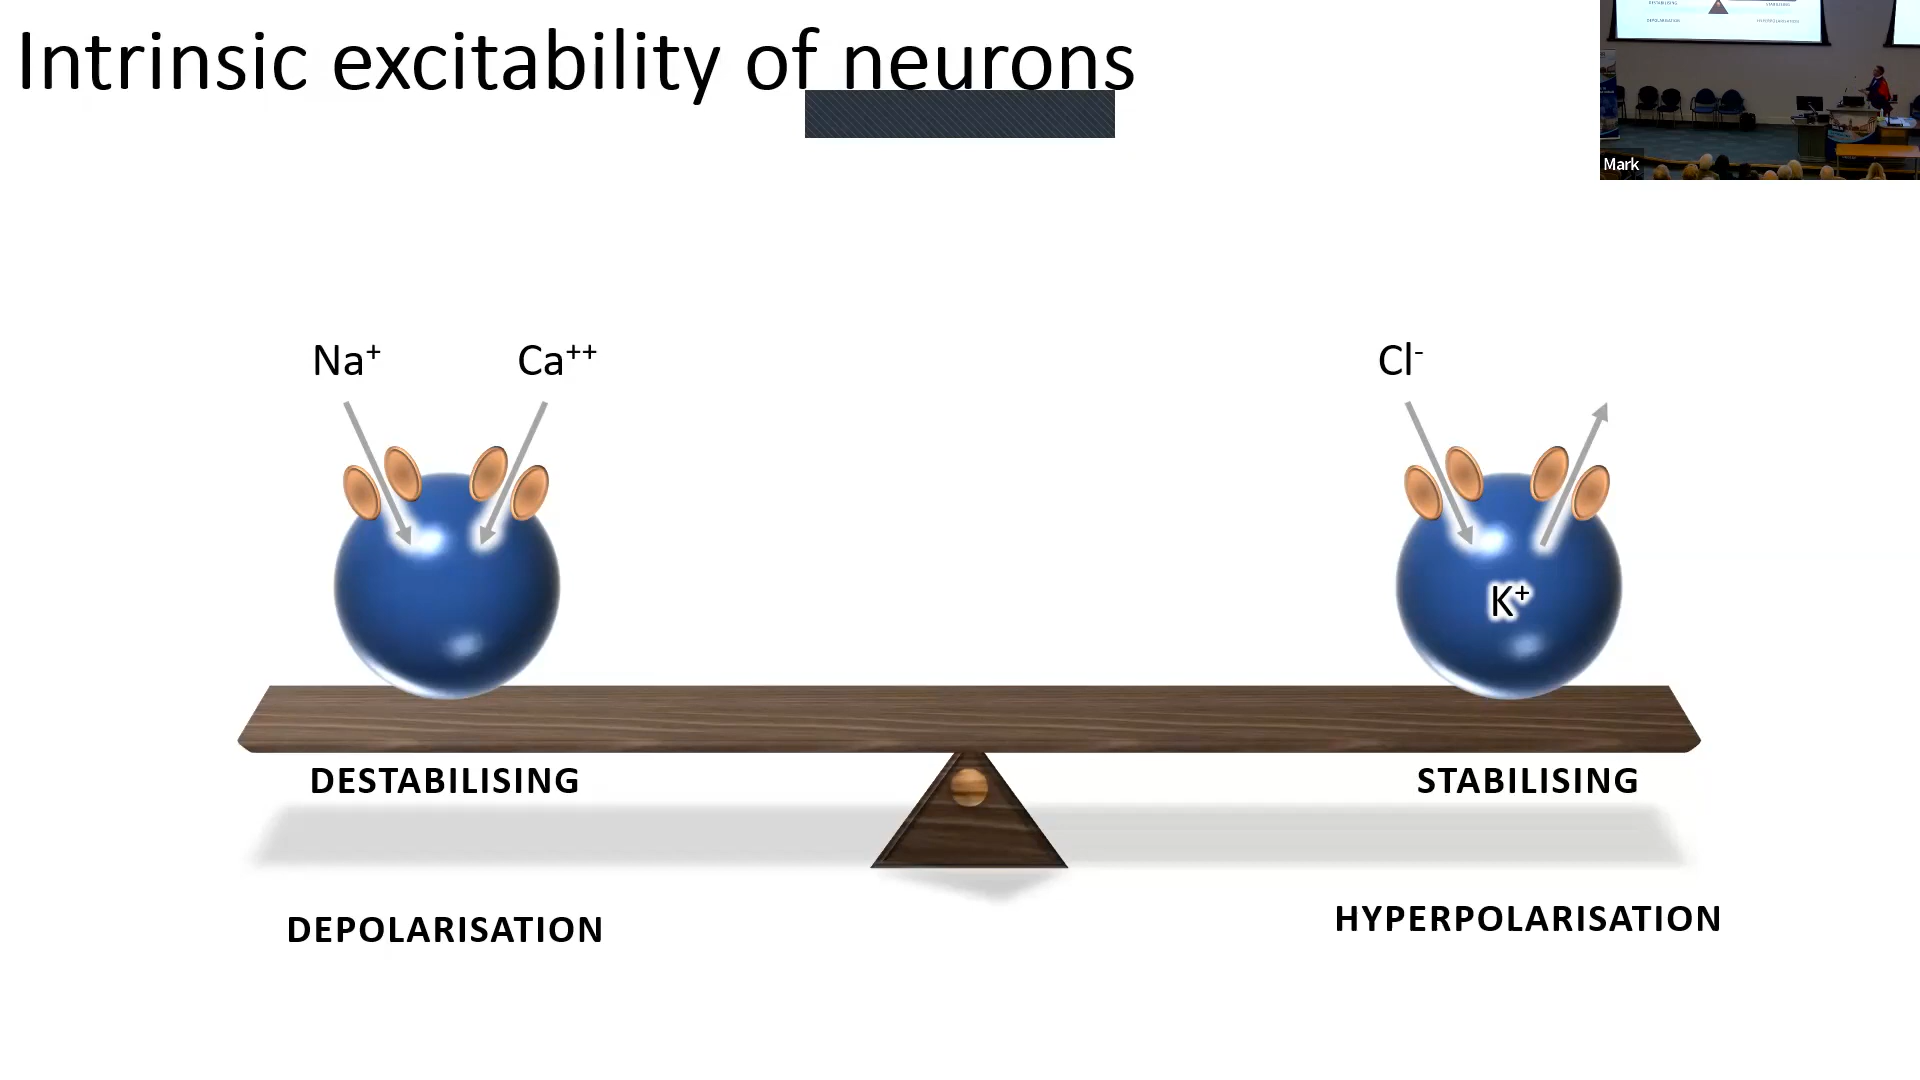 Intrinsic excitability of neurons
Mark
Na⁺ Ca⁺⁺ Cl⁻
K⁺
DESTABILISING STABILISING
DEPOLARISATION HYPERPOLARISATION